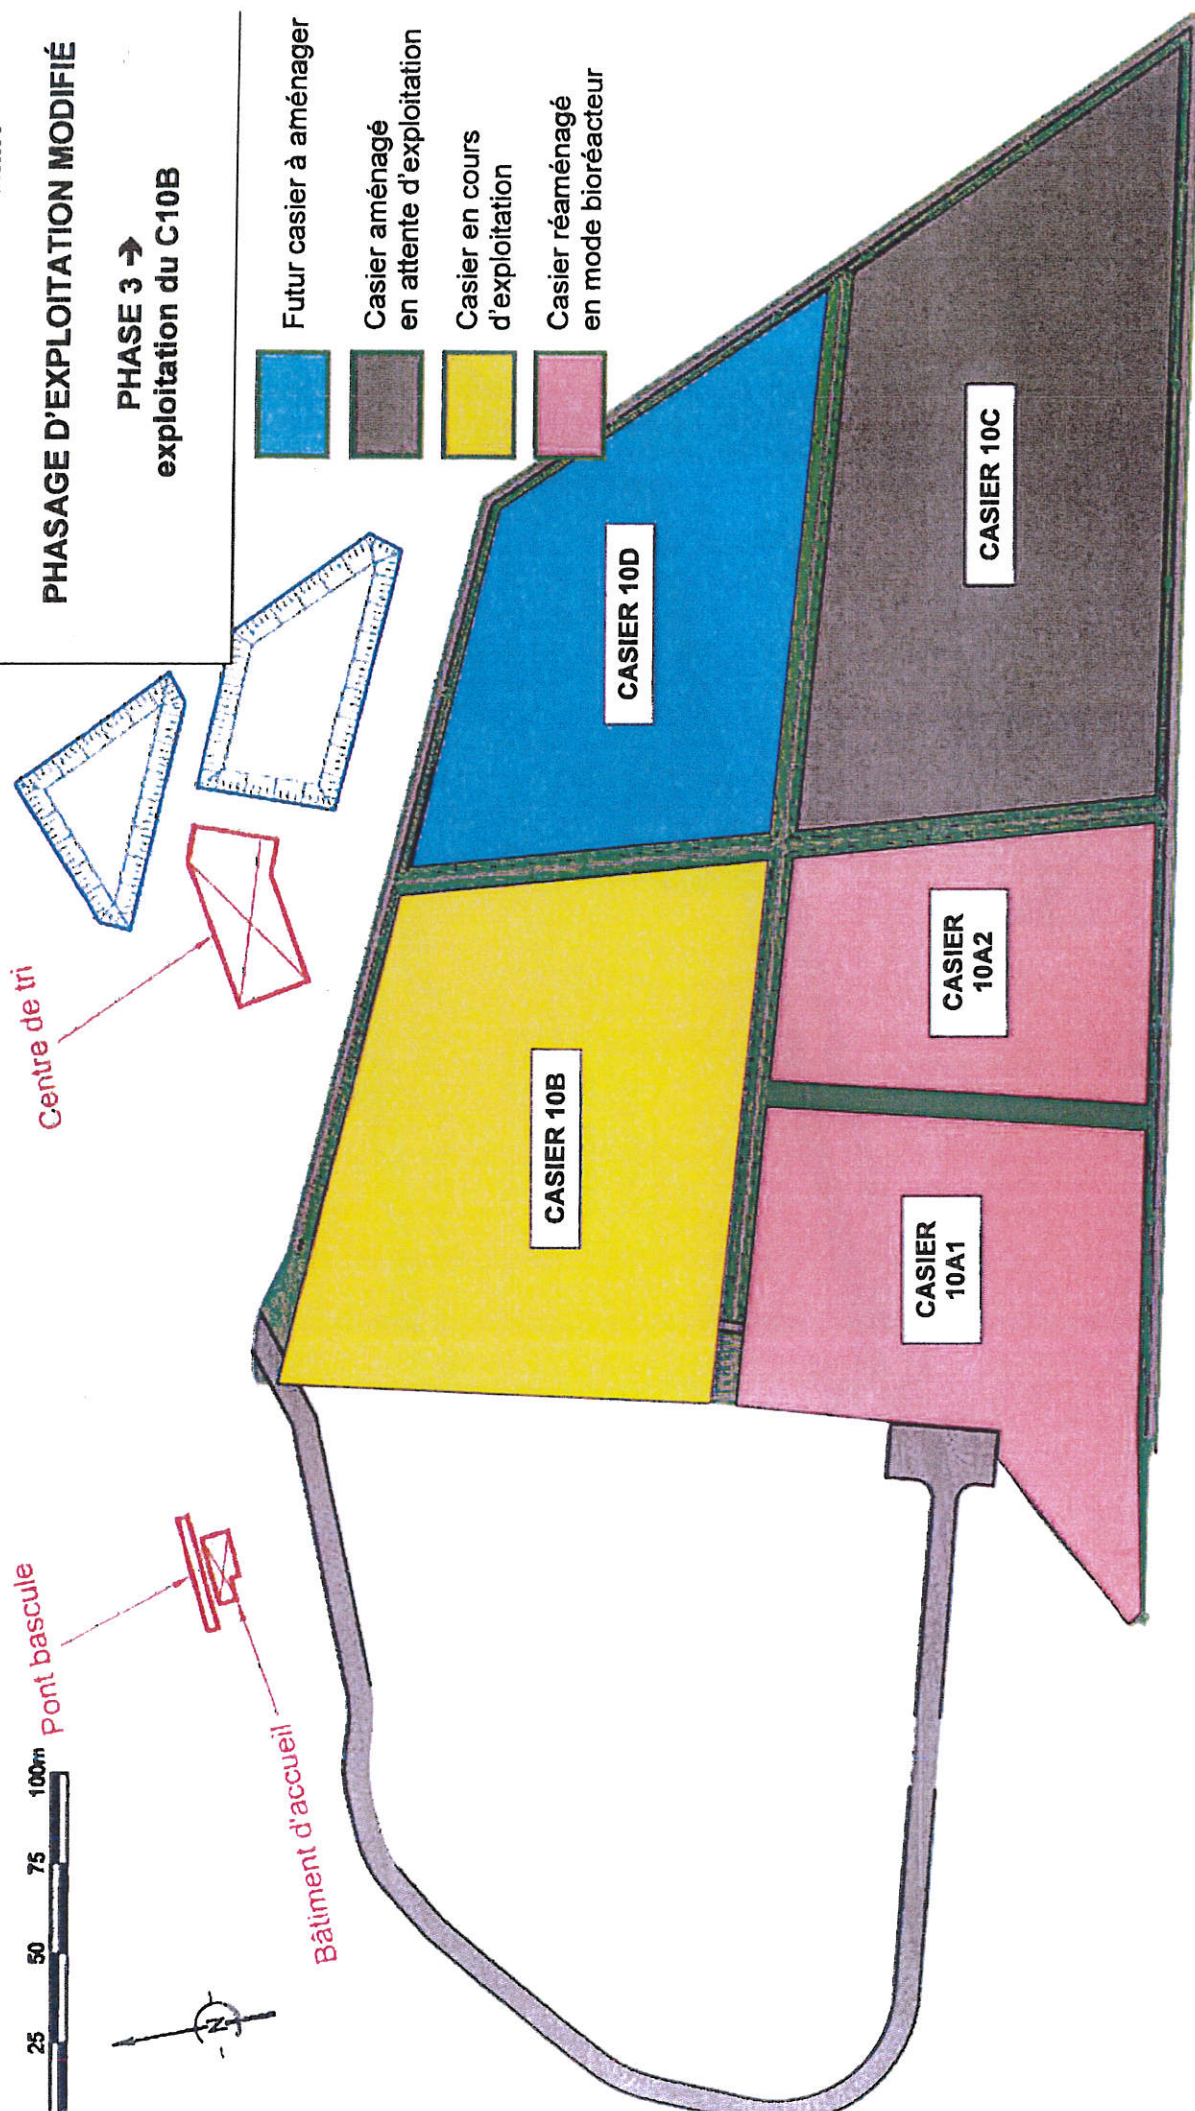 PHASAGE D'EXPLOITATION MODIFIÉ
PHASE 3 →
exploitation du C10B
Futur casier à aménager
Casier aménagé
en attente d'exploitation
Casier en cours
d'exploitation
Casier réaménagé
en mode bioréacteur
25 50 75 100m
Pont bascule
Bâtiment d'accueil
Centre de tri
N
CASIER 10B
CASIER 10D
CASIER
10A1
CASIER
10A2
CASIER 10C